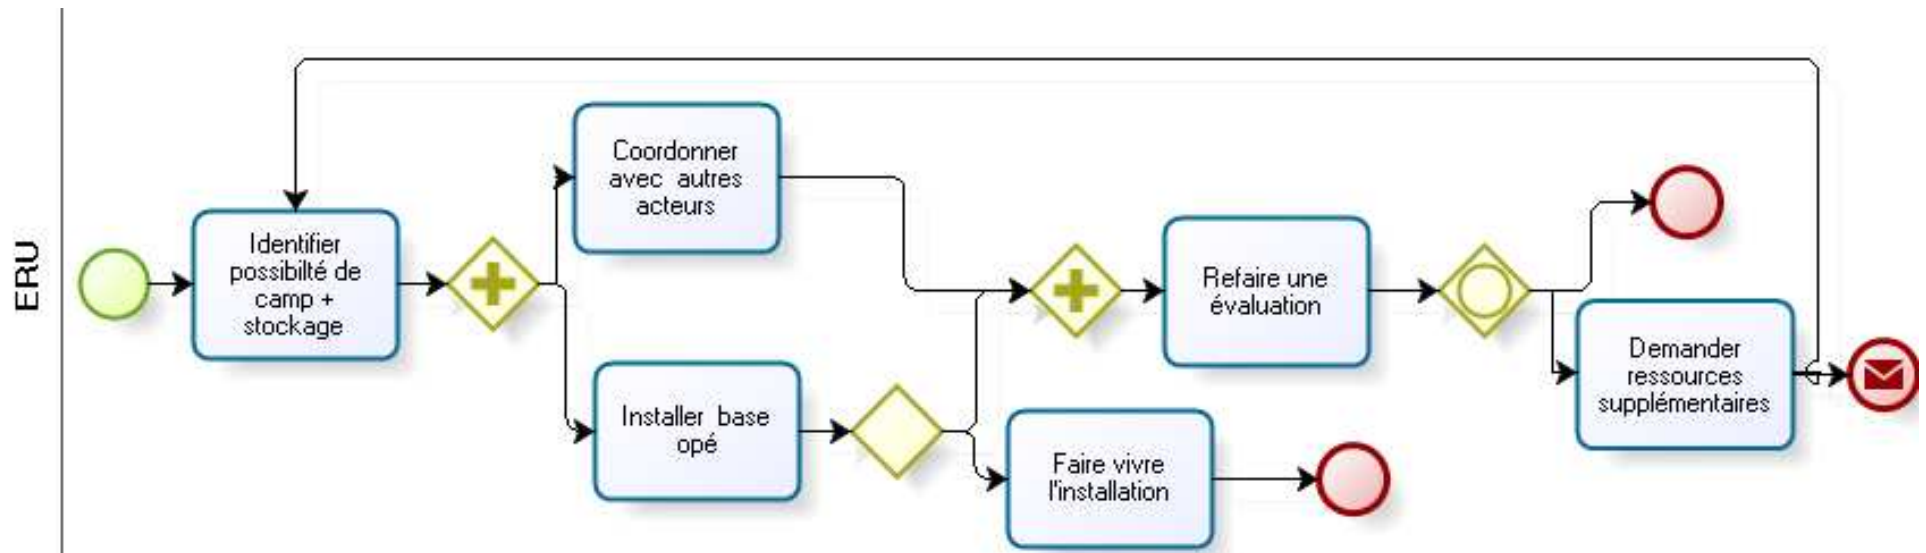 ERU
Identifier
possibilté de
camp +
stockage
Coordonner
avec autres
acteurs
Installer base
opé
Faire vivre
l'installation
Refaire une
évaluation
Demander
ressources
supplémentaires